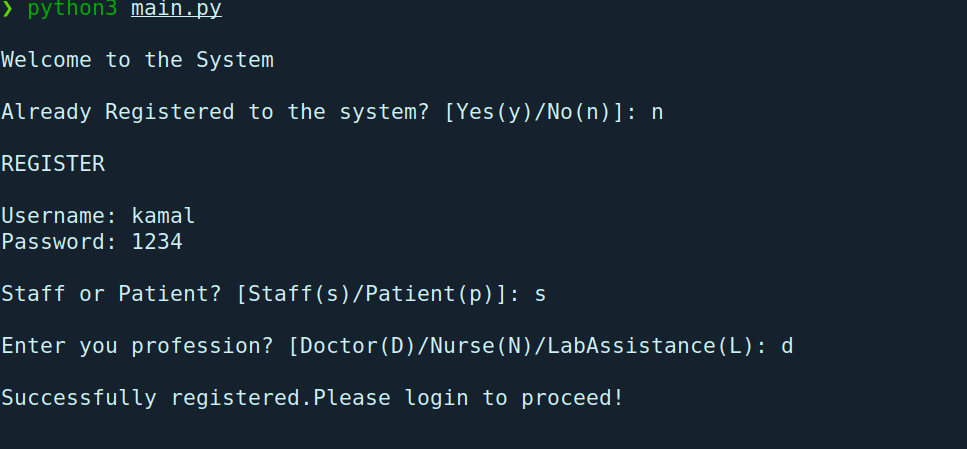 ❯ python3 main.py
Welcome to the System
Already Registered to the system? [Yes(y)/No(n)]: n
REGISTER
Username: kamal
Password: 1234
Staff or Patient? [Staff(s)/Patient(p)]: s
Enter you profession? [Doctor(D)/Nurse(N)/LabAssistance(L): d
Successfully registered.Please login to proceed!